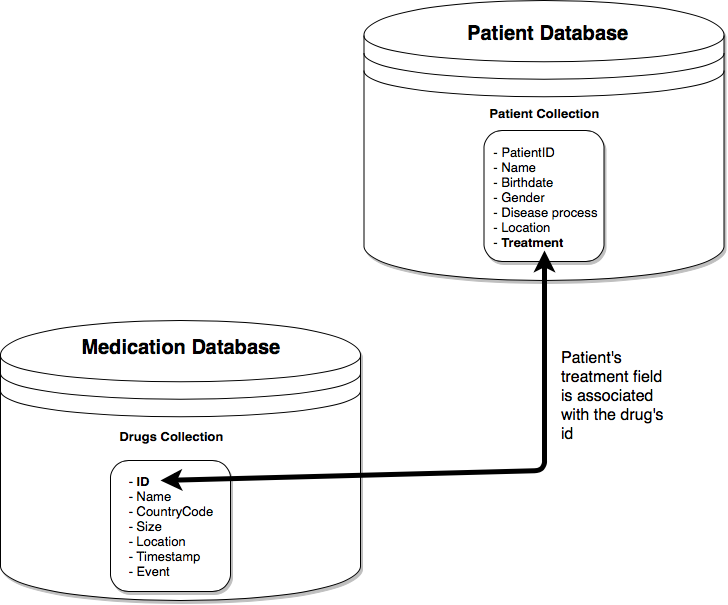 Patient Database
Patient Collection
- PatientID
- Name
- Birthdate
- Gender
- Disease process
- Location
- Treatment
Patient's
treatment field
is associated
with the drug's
id
Medication Database
Drugs Collection
- ID
- Name
- CountryCode
- Size
- Location
- Timestamp
- Event